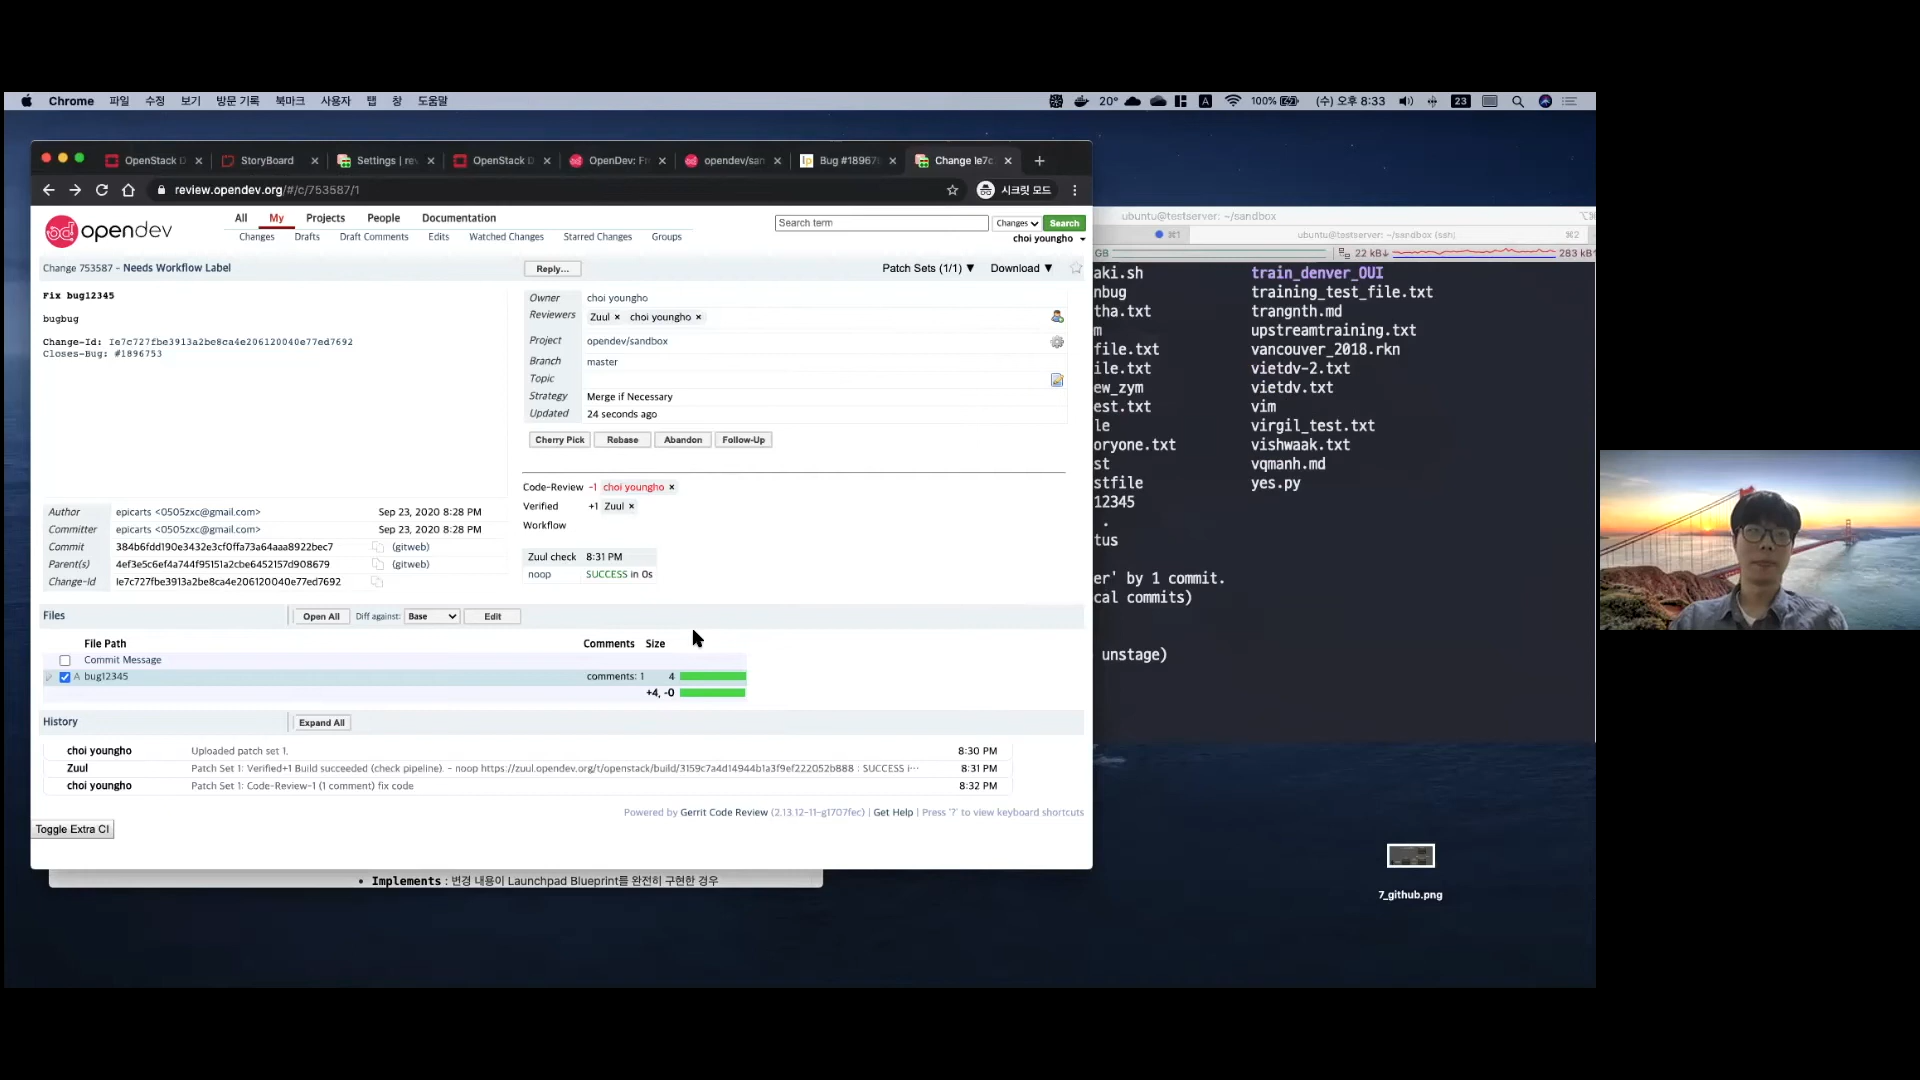 Chrome 파일 수정 보기 방문 기록 북마크 사용자 탭 창 도움말
20° A 100% (수) 오후 8:33 23
OpenStack D StoryBoard Settings | rev OpenStack D OpenDev: Fr opendev/san Bug #18967 Change Ie7c
review.opendev.org/#/c/753587/1 시크릿 모드
opendev
All My Projects People Documentation
Changes Drafts Draft Comments Edits Watched Changes Starred Changes Groups
Search term Changes Search
choi youngho
Change 753587 - Needs Workflow Label
Reply... Patch Sets (1/1) ▼ Download ▼
Fix bug12345
bugbug
Change-Id: Ie7c727fbe3913a2be8ca4e206120040e77ed7692
Closes-Bug: #1896753
Owner choi youngho
Reviewers Zuul × choi youngho ×
Project opendev/sandbox
Branch master
Topic
Strategy Merge if Necessary
Updated 24 seconds ago
Cherry Pick Rebase Abandon Follow-Up
Code-Review -1 choi youngho ×
Verified +1 Zuul ×
Workflow
Zuul check 8:31 PM
noop SUCCESS in 0s
Author epicarts <0505zxc@gmail.com> Sep 23, 2020 8:28 PM
Committer epicarts <0505zxc@gmail.com> Sep 23, 2020 8:28 PM
Commit 384b6fdd190e3432e3cf0ffa73a64aaa8922bec7 (gitweb)
Parent(s) 4ef3e5c6ef4a744f95151a2cbe6452157d908679 (gitweb)
Change-Id Ie7c727fbe3913a2be8ca4e206120040e77ed7692
Files Open All Diff against: Base Edit
File Path Comments Size
Commit Message
A bug12345 comments: 1 4
+4, -0
History Expand All
choi youngho Uploaded patch set 1. 8:30 PM
Zuul Patch Set 1: Verified+1 Build succeeded (check pipeline). - noop https://zuul.opendev.org/t/openstack/build/3159c7a4d14944b1a3f9ef222052b888 : SUCCESS i··· 8:31 PM
choi youngho Patch Set 1: Code-Review-1 (1 comment) fix code 8:32 PM
Powered by Gerrit Code Review (2.13.12-11-g1707fec) | Get Help | Press '?' to view keyboard shortcuts
Toggle Extra CI
• Implements : 변경 내용이 Launchpad Blueprint를 완전히 구현한 경우
ubuntu@testserver: ~/sandbox
⌘1 ubuntu@testserver: ~/sandbox (ssh) ⌘2
GB 22 kB↓ 283 kB
aki.sh train_denver_OUI
nbug training_test_file.txt
tha.txt trangnth.md
m upstreamtraining.txt
file.txt vancouver_2018.rkn
ile.txt vietdv-2.txt
ew_zym vietdv.txt
est.txt vim
le virgil_test.txt
oryone.txt vishwaak.txt
st vqmanh.md
stfile yes.py
12345
.
tus
er' by 1 commit.
cal commits)
unstage)
7_github.png